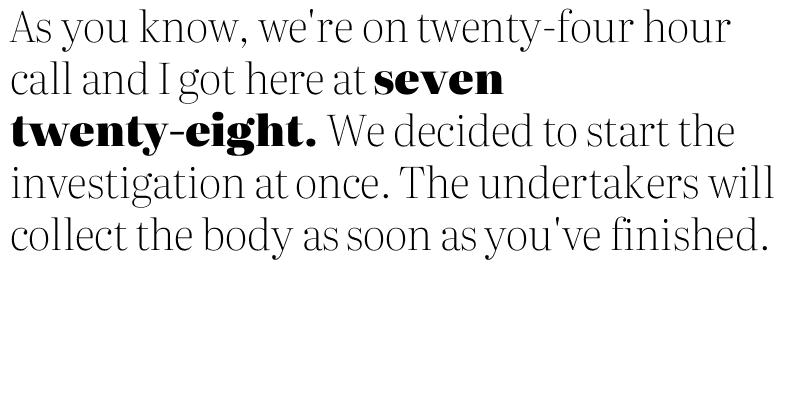 As you know, we're on twenty-four hour
call and I got here at seven
twenty-eight. We decided to start the
investigation at once. The undertakers will
collect the body as soon as you've finished.